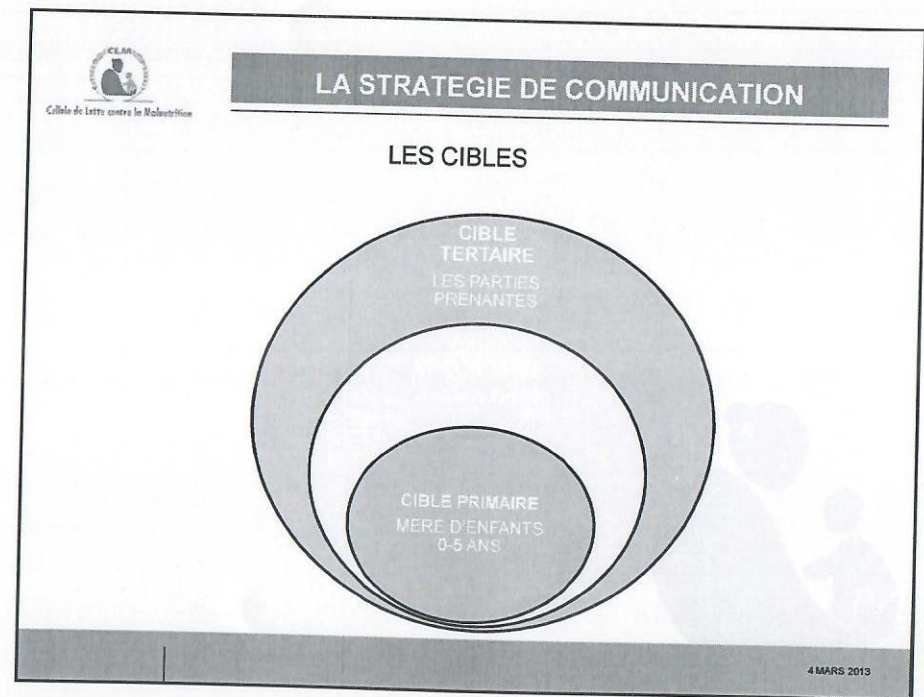 CLM
Cellule de Lutte contre la Malnutrition
LA STRATEGIE DE COMMUNICATION
LES CIBLES
CIBLE
TERTAIRE
LES PARTIES
PRENANTES
CIBLE PRIMAIRE
MERE D'ENFANTS
0-5 ANS
4 MARS 2013